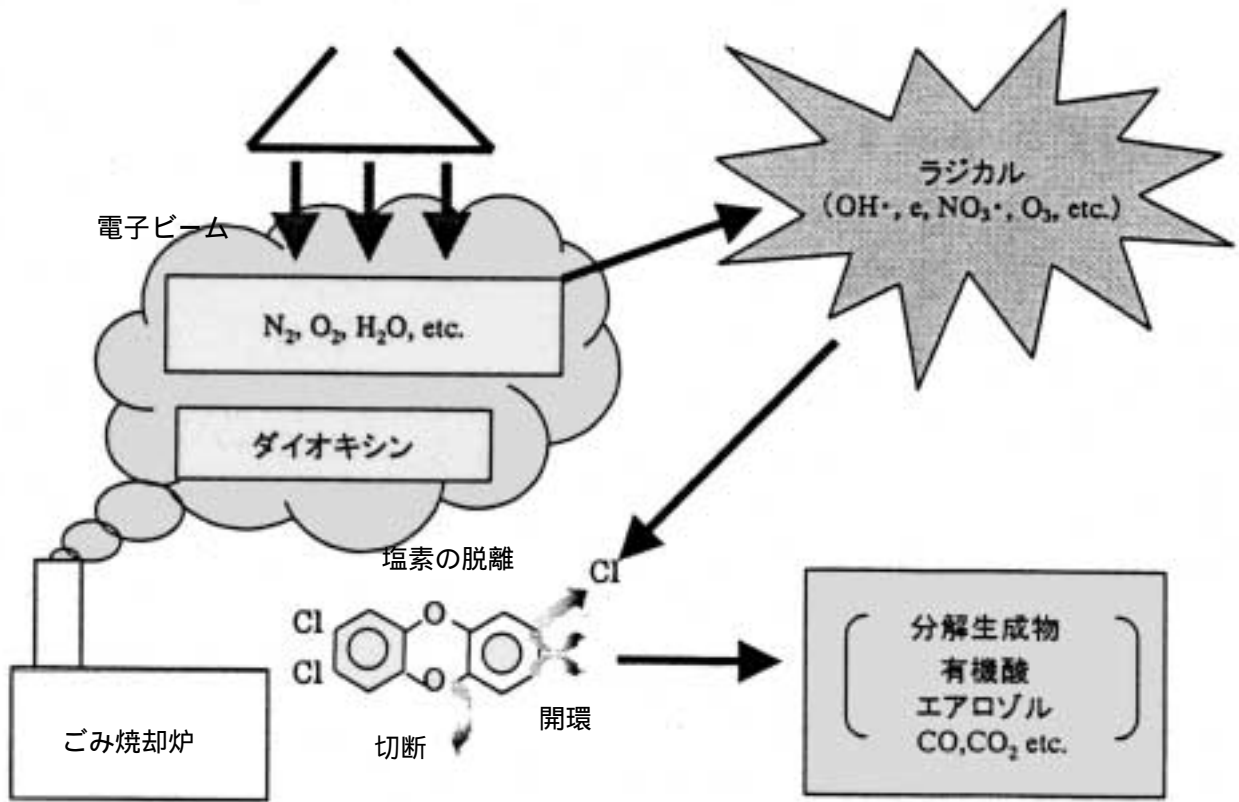 電子ビーム
N₂, O₂, H₂O, etc.
ダイオキシン
ラジカル
(OH･, e, NO₃･, O₃, etc.)
塩素の脱離
Cl
Cl
Cl
O
O
切断
開環
ごみ焼却炉
分解生成物
有機酸
エアロゾル
CO,CO₂ etc.